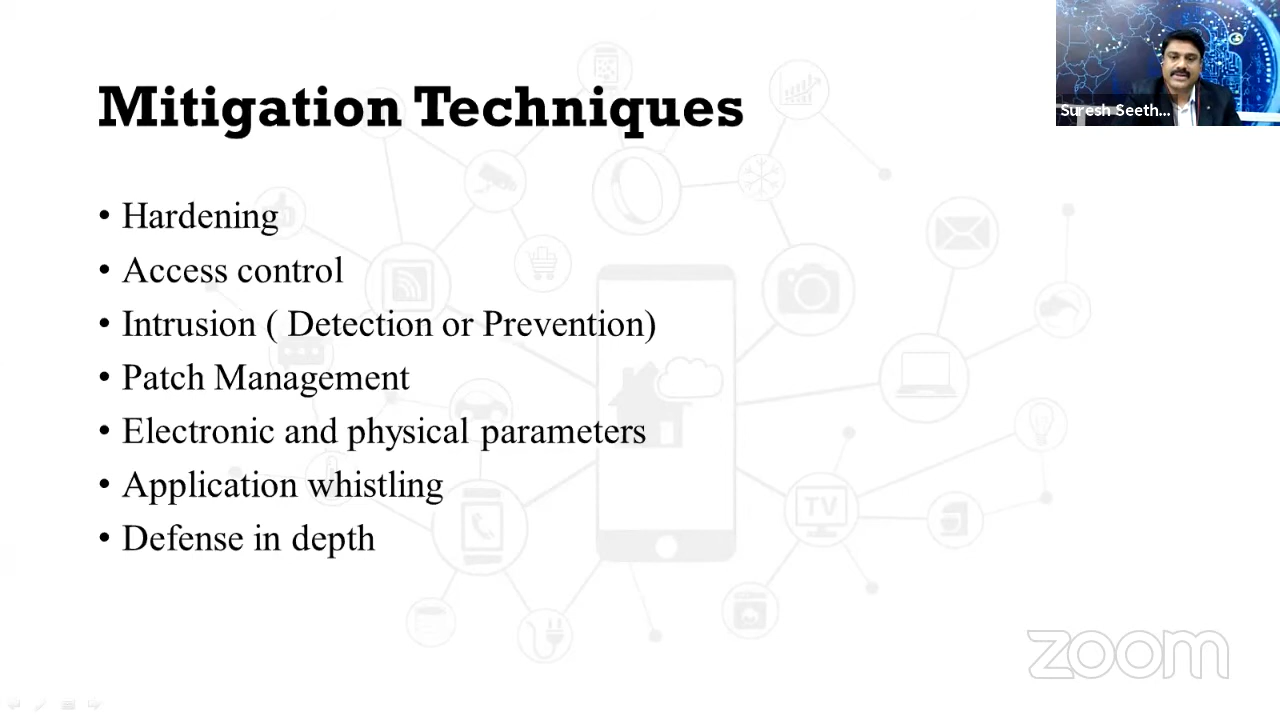 Mitigation Techniques
Suresh Seeth...
• Hardening
• Access control
• Intrusion ( Detection or Prevention)
• Patch Management
• Electronic and physical parameters
• Application whistling
• Defense in depth
TV
zoom